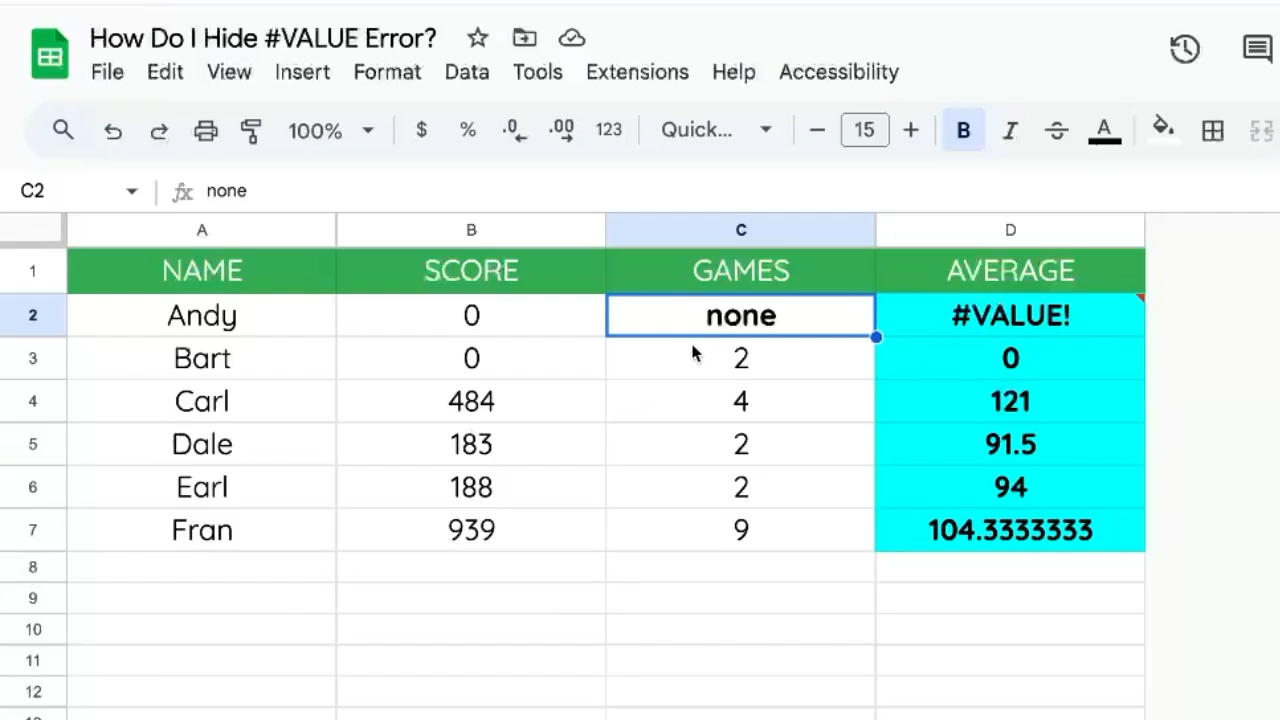 How Do I Hide #VALUE Error?
File Edit View Insert Format Data Tools Extensions Help Accessibility
100% $ % .0 .00 123 Quick... − 15 + B I A
C2 fx none
A B C D
1 NAME SCORE GAMES AVERAGE
2 Andy 0 none #VALUE!
3 Bart 0 2 0
4 Carl 484 4 121
5 Dale 183 2 91.5
6 Earl 188 2 94
7 Fran 939 9 104.3333333
8
9
10
11
12